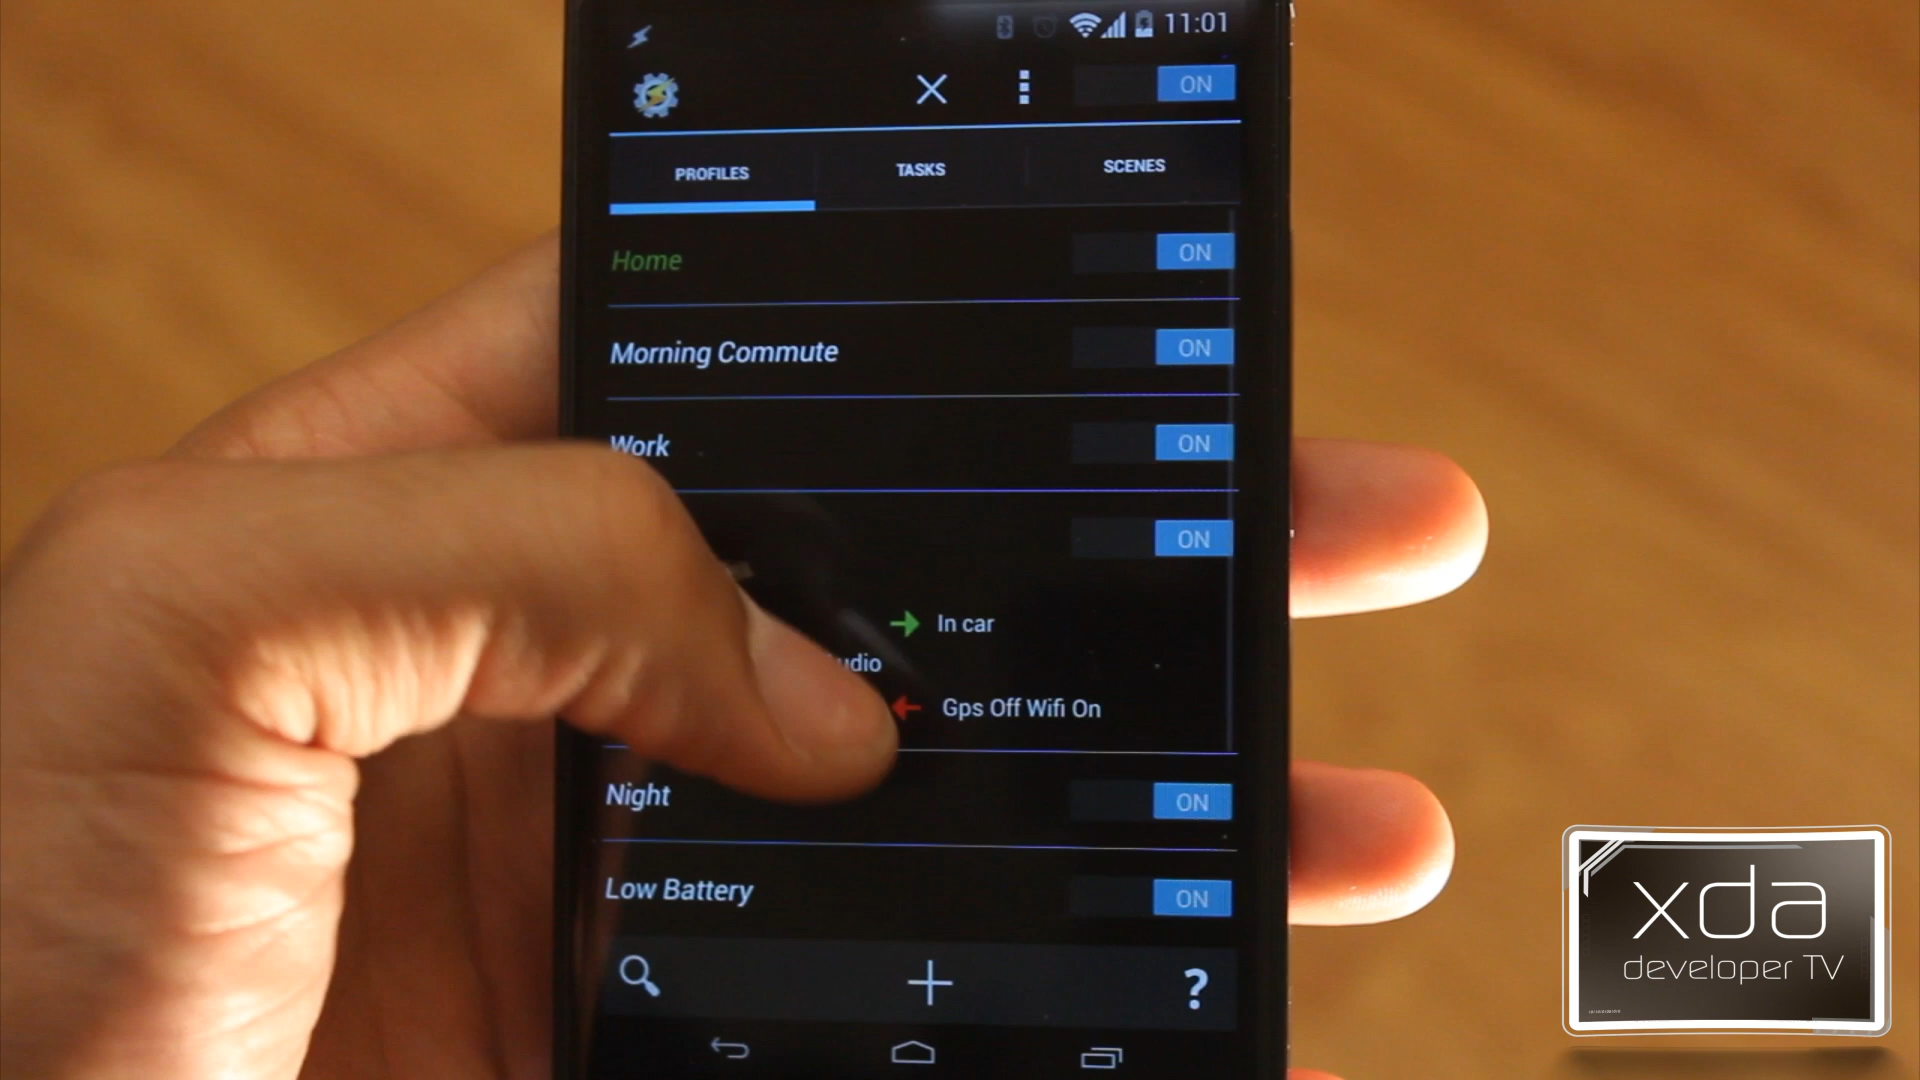 11:01
ON
PROFILES TASKS SCENES
Home ON
Morning Commute ON
Work ON
ON
In car
Gps Off Wifi On
Night ON
Low Battery ON
?
xda
developer TV